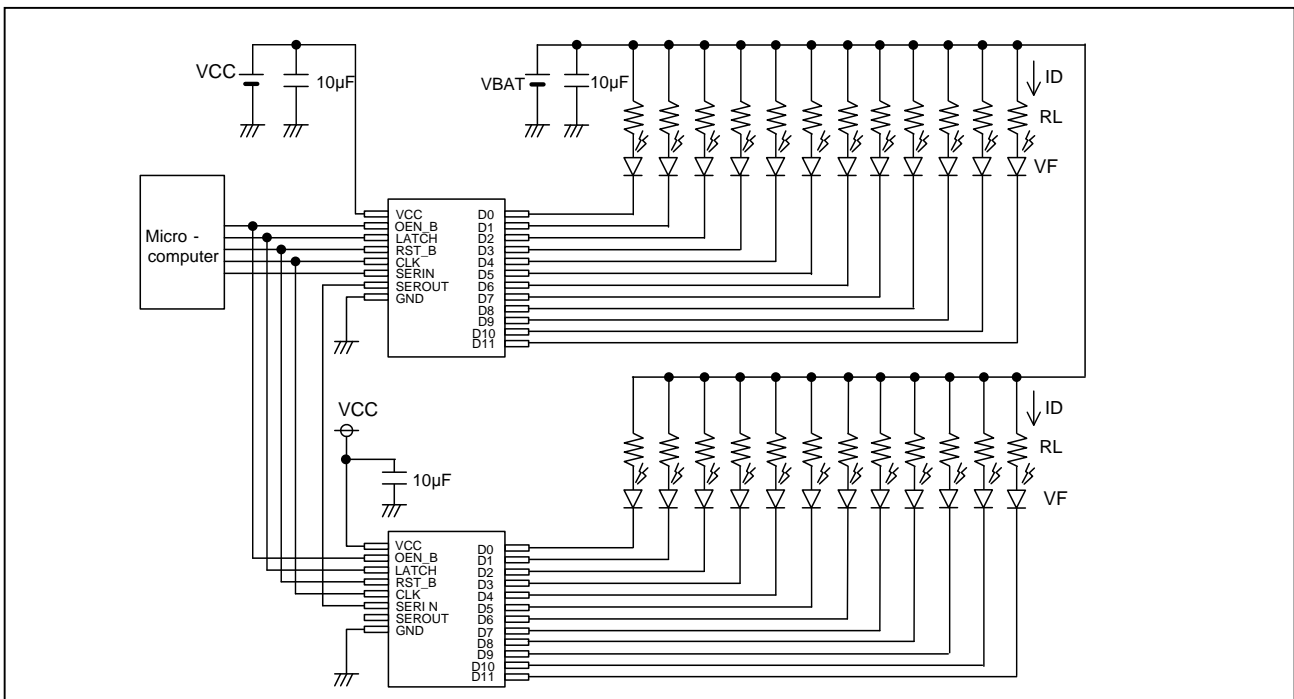 VCC
10µF
VBAT
10µF
ID
RL
VF
Micro -
computer
VCC
OEN_B
LATCH
RST_B
CLK
SERIN
SEROUT
GND
D0
D1
D2
D3
D4
D5
D6
D7
D8
D9
D10
D11
VCC
10µF
ID
RL
VF
VCC
OEN_B
LATCH
RST_B
CLK
SERI N
SEROUT
GND
D0
D1
D2
D3
D4
D5
D6
D7
D8
D9
D10
D11